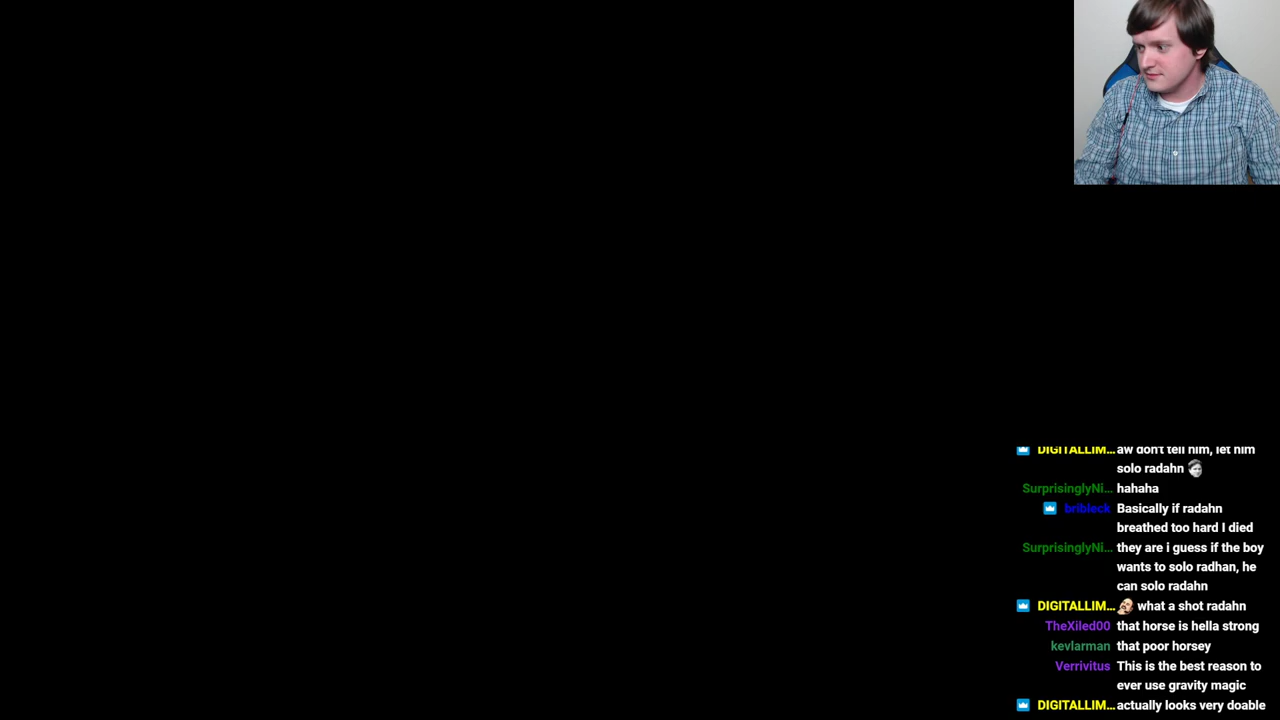 DIGITALLIM... aw don't tell him, let him
solo radahn
SurprisinglyNi... hahaha
bribleck Basically if radahn
breathed too hard I died
SurprisinglyNi... they are i guess if the boy
wants to solo radhan, he
can solo radahn
DIGITALLIM... what a shot radahn
TheXiled00 that horse is hella strong
kevlarman that poor horsey
Verrivitus This is the best reason to
ever use gravity magic
DIGITALLIM... actually looks very doable